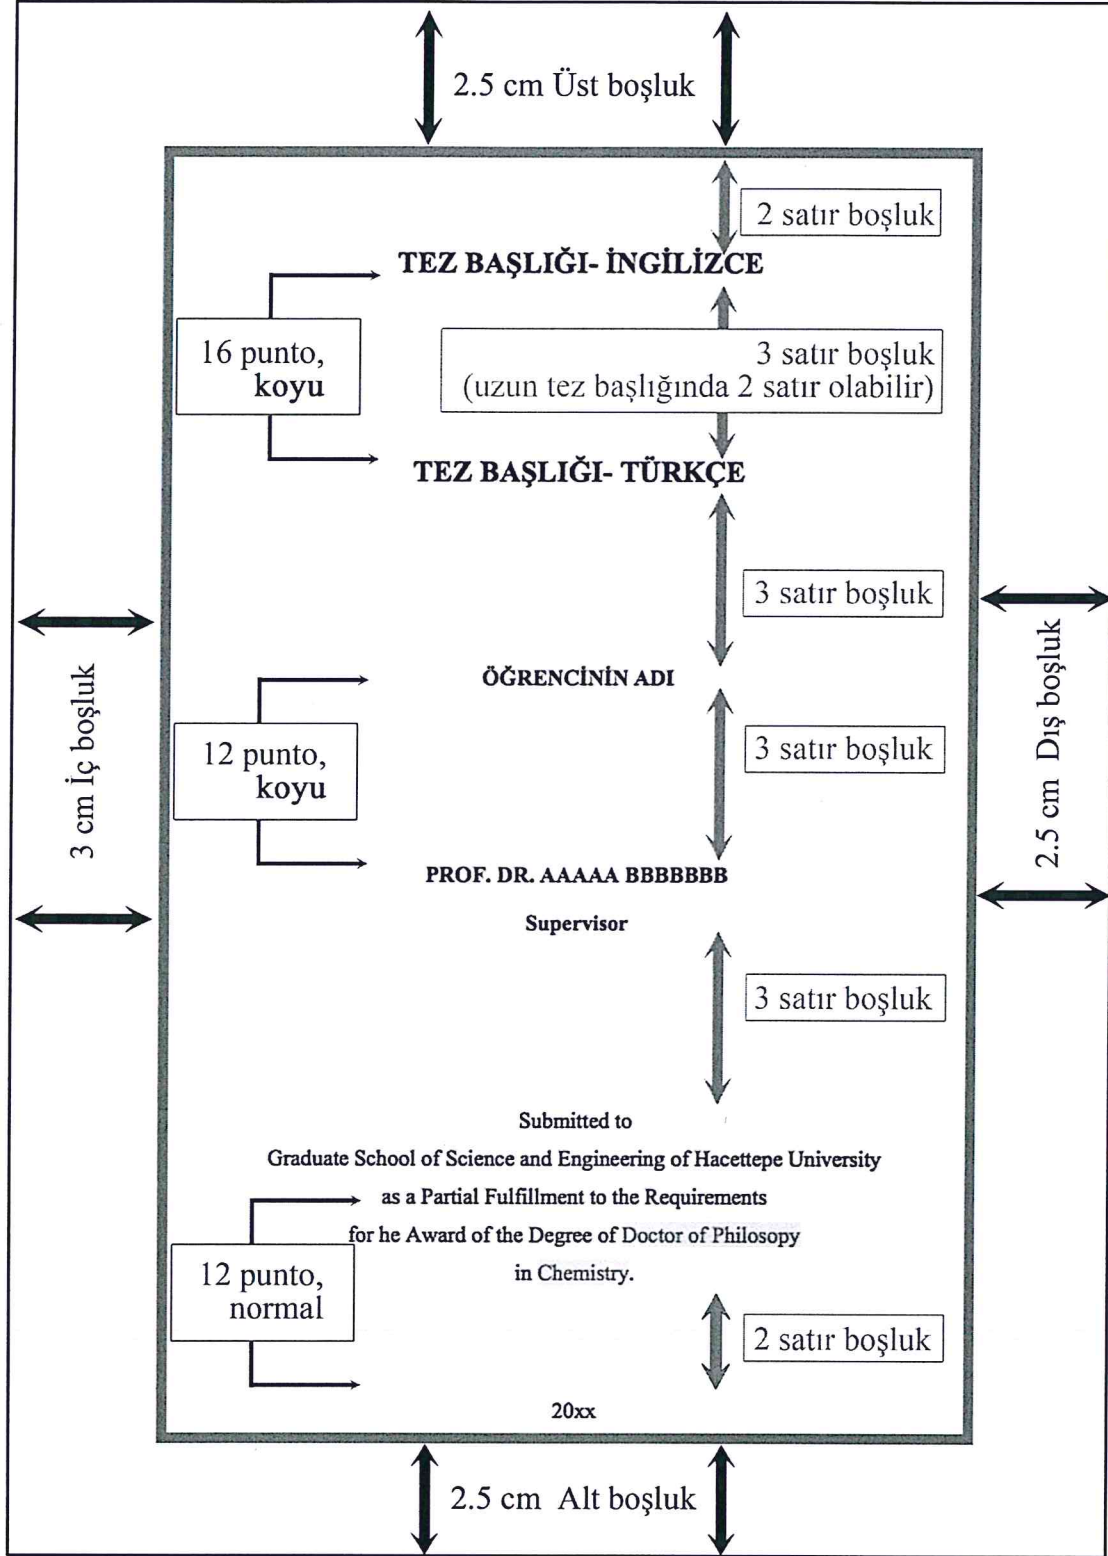 2.5 cm Üst boşluk
2 satır boşluk
TEZ BAŞLIĞI- İNGİLİZCE
16 punto,
koyu
3 satır boşluk
(uzun tez başlığında 2 satır olabilir)
TEZ BAŞLIĞI- TÜRKÇE
3 satır boşluk
3 cm İç boşluk
2.5 cm Dış boşluk
ÖĞRENCİNİN ADI
12 punto,
koyu
3 satır boşluk
PROF. DR. AAAAA BBBBBBB
Supervisor
3 satır boşluk
Submitted to
Graduate School of Science and Engineering of Hacettepe University
as a Partial Fulfillment to the Requirements
for he Award of the Degree of Doctor of Philosopy
in Chemistry.
12 punto,
normal
2 satır boşluk
20xx
2.5 cm Alt boşluk